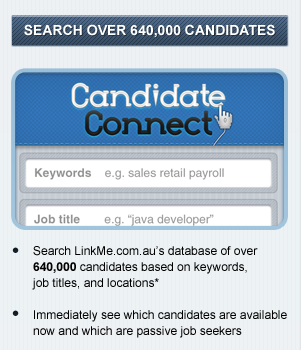 SEARCH OVER 640,000 CANDIDATES
Candidate
Connect
Keywords e.g. sales retail payroll
Job title e.g. “java developer”
• Search LinkMe.com.au’s database of over
640,000 candidates based on keywords,
job titles, and locations*
• Immediately see which candidates are available
now and which are passive job seekers